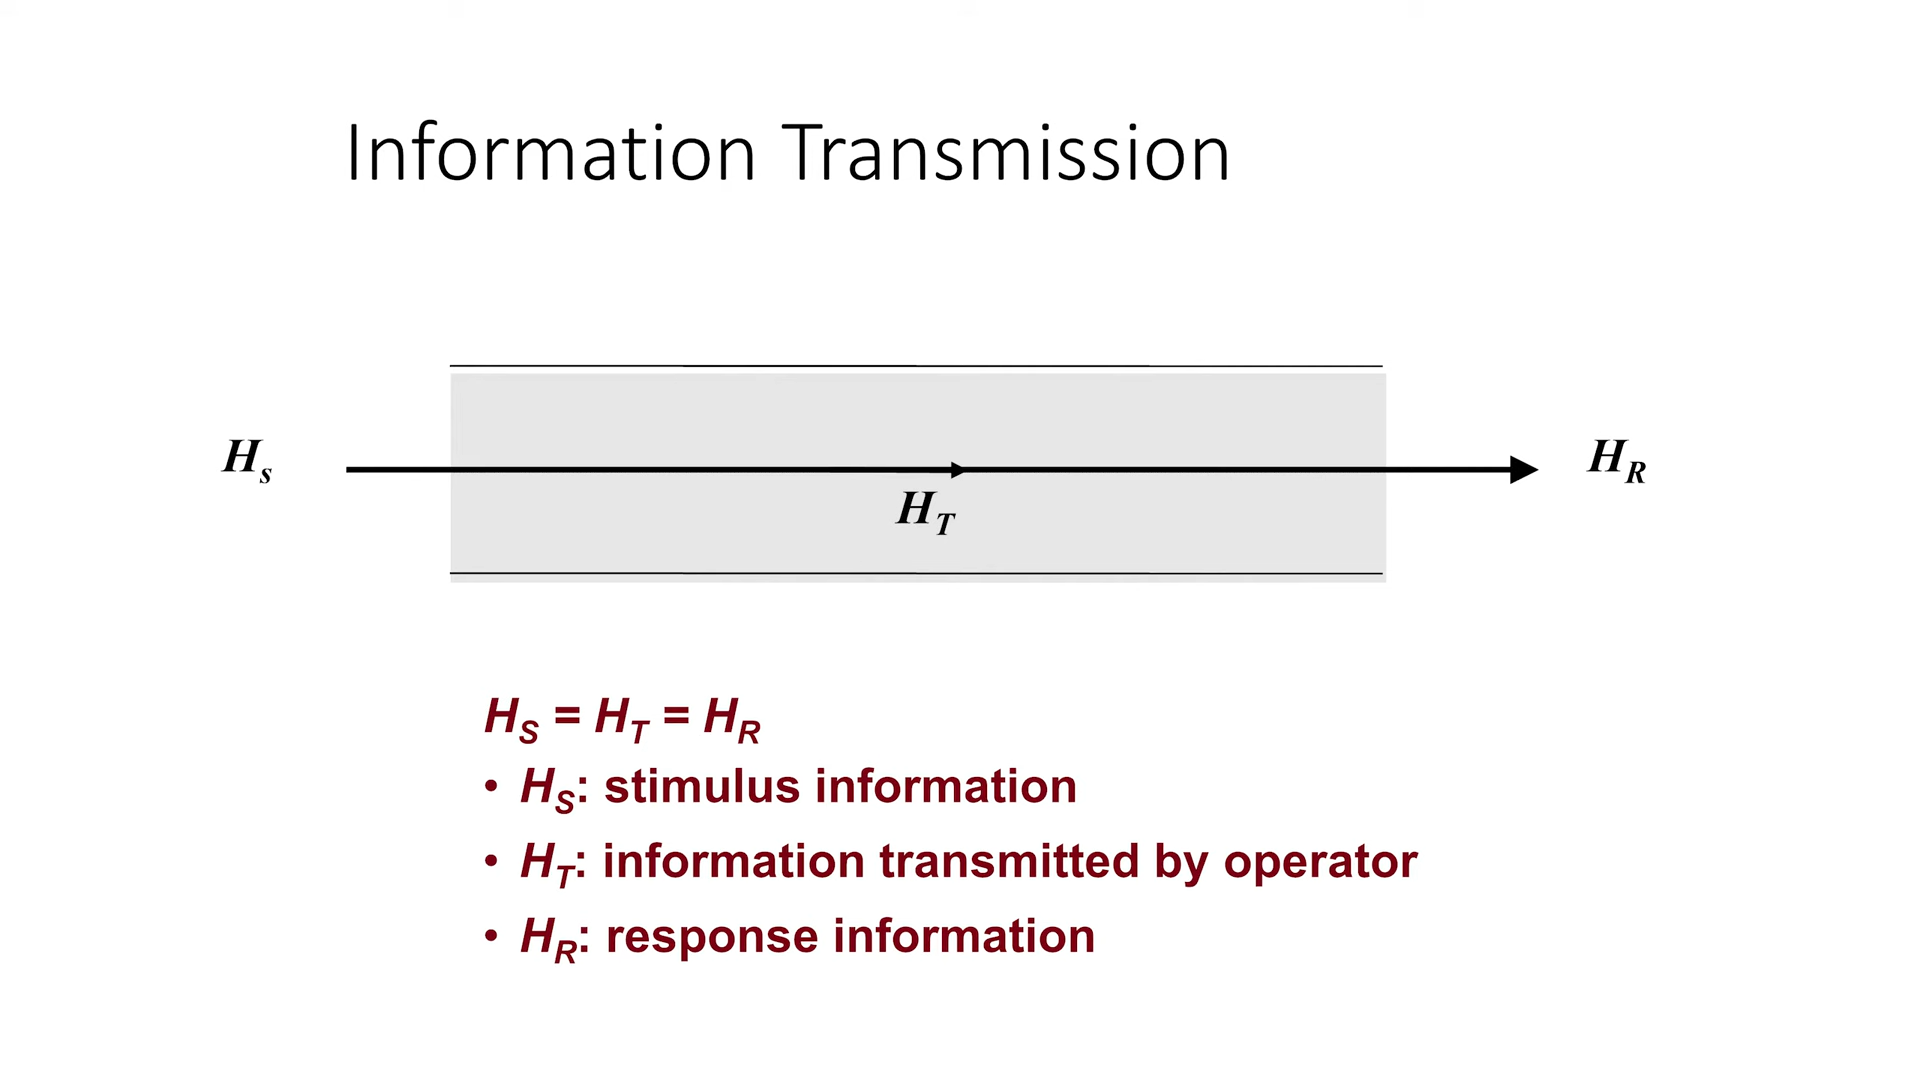 Information Transmission
Hs HR
HT
HS = HT = HR
• HS: stimulus information
• HT: information transmitted by operator
• HR: response information